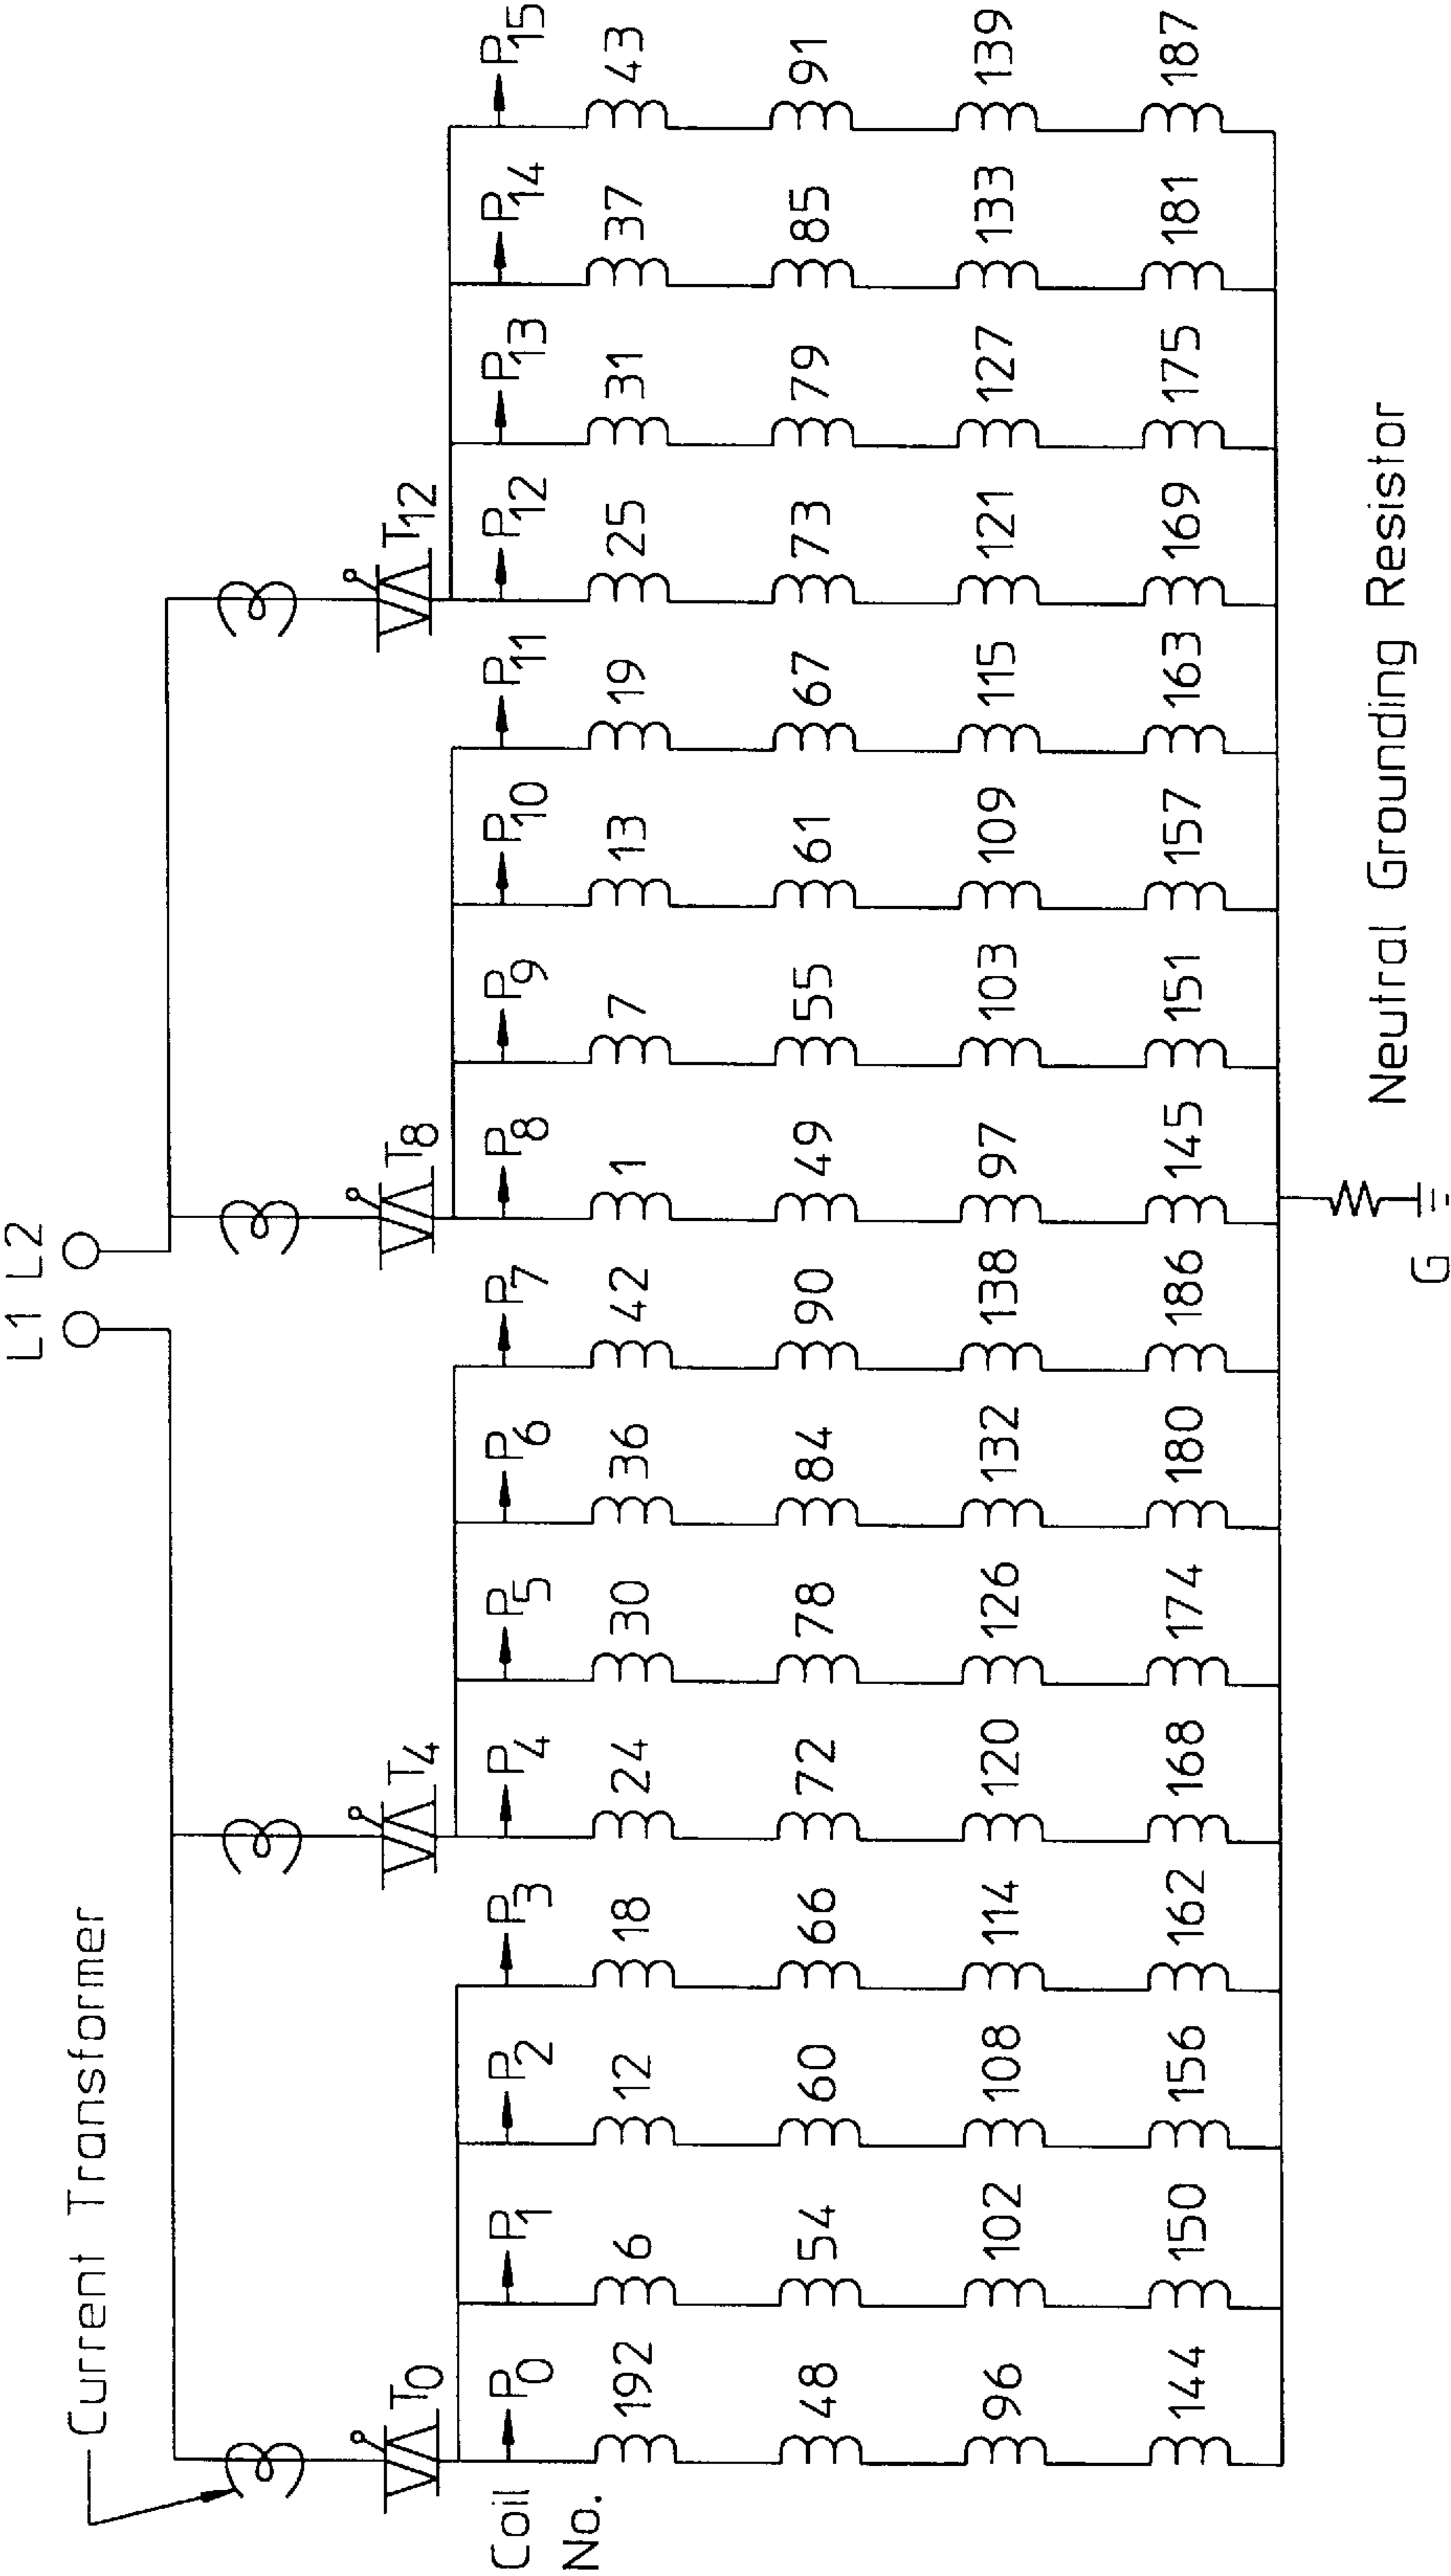 L1 L2
Current Transformer
T0 T4 T8 T12
P0 P1 P2 P3 P4 P5 P6 P7 P8 P9 P10 P11 P12 P13 P14 P15
Coil
No.
192 6 12 18 24 30 36 42 1 7 13 19 25 31 37 43
48 54 60 66 72 78 84 90 49 55 61 67 73 79 85 91
96 102 108 114 120 126 132 138 97 103 109 115 121 127 133 139
144 150 156 162 168 174 180 186 145 151 157 163 169 175 181 187
G
Neutral Grounding Resistor